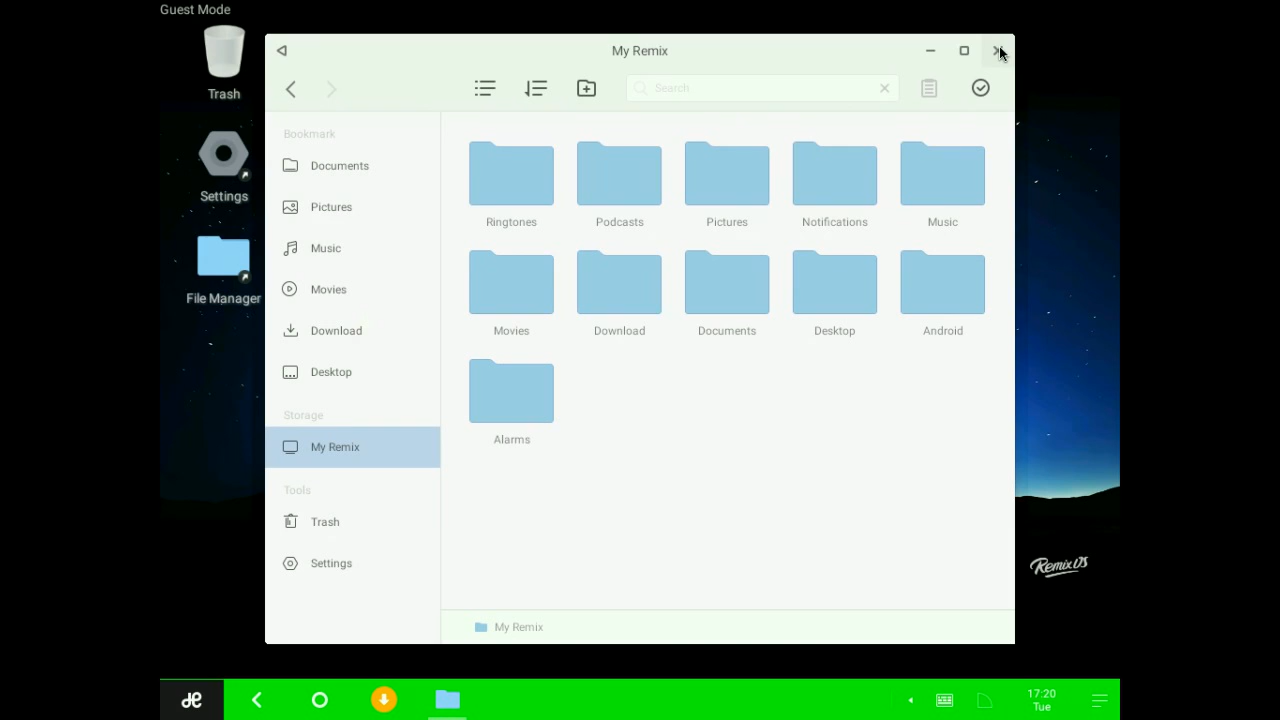 Guest Mode
Trash
Settings
File Manager
My Remix
Search
Bookmark
Documents
Pictures
Music
Movies
Download
Desktop
Storage
My Remix
Tools
Trash
Settings
Ringtones Podcasts Pictures Notifications Music
Movies Download Documents Desktop Android
Alarms
My Remix
RemixOS
17:20
Tue